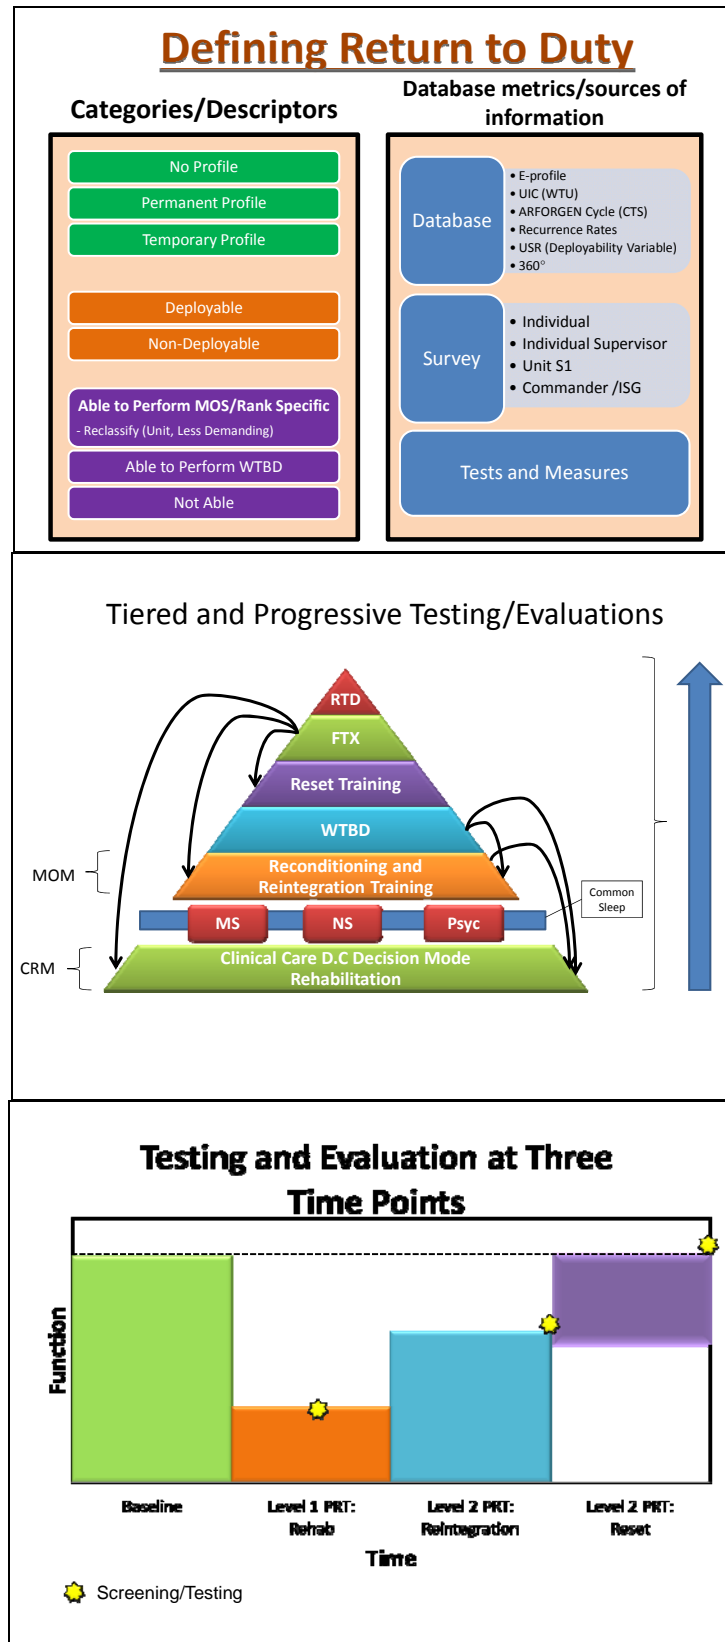 Defining Return to Duty
Categories/Descriptors
No Profile
Permanent Profile
Temporary Profile
Deployable
Non-Deployable
Able to Perform MOS/Rank Specific
- Reclassify (Unit, Less Demanding)
Able to Perform WTBD
Not Able
Database metrics/sources of
information
Database
• E-profile
• UIC (WTU)
• ARFORGEN Cycle (CTS)
• Recurrence Rates
• USR (Deployability Variable)
• 360°
Survey
• Individual
• Individual Supervisor
• Unit S1
• Commander /ISG
Tests and Measures
Tiered and Progressive Testing/Evaluations
RTD
FTX
Reset Training
WTBD
MOM
Reconditioning and
Reintegration Training
Common
Sleep
MS
NS
Psyc
CRM
Clinical Care D.C Decision Mode
Rehabilitation
Testing and Evaluation at Three
Time Points
Function
Baseline
Level 1 PRT:
Rehab
Level 2 PRT:
Reintegration
Level 2 PRT:
Reset
Time
Screening/Testing